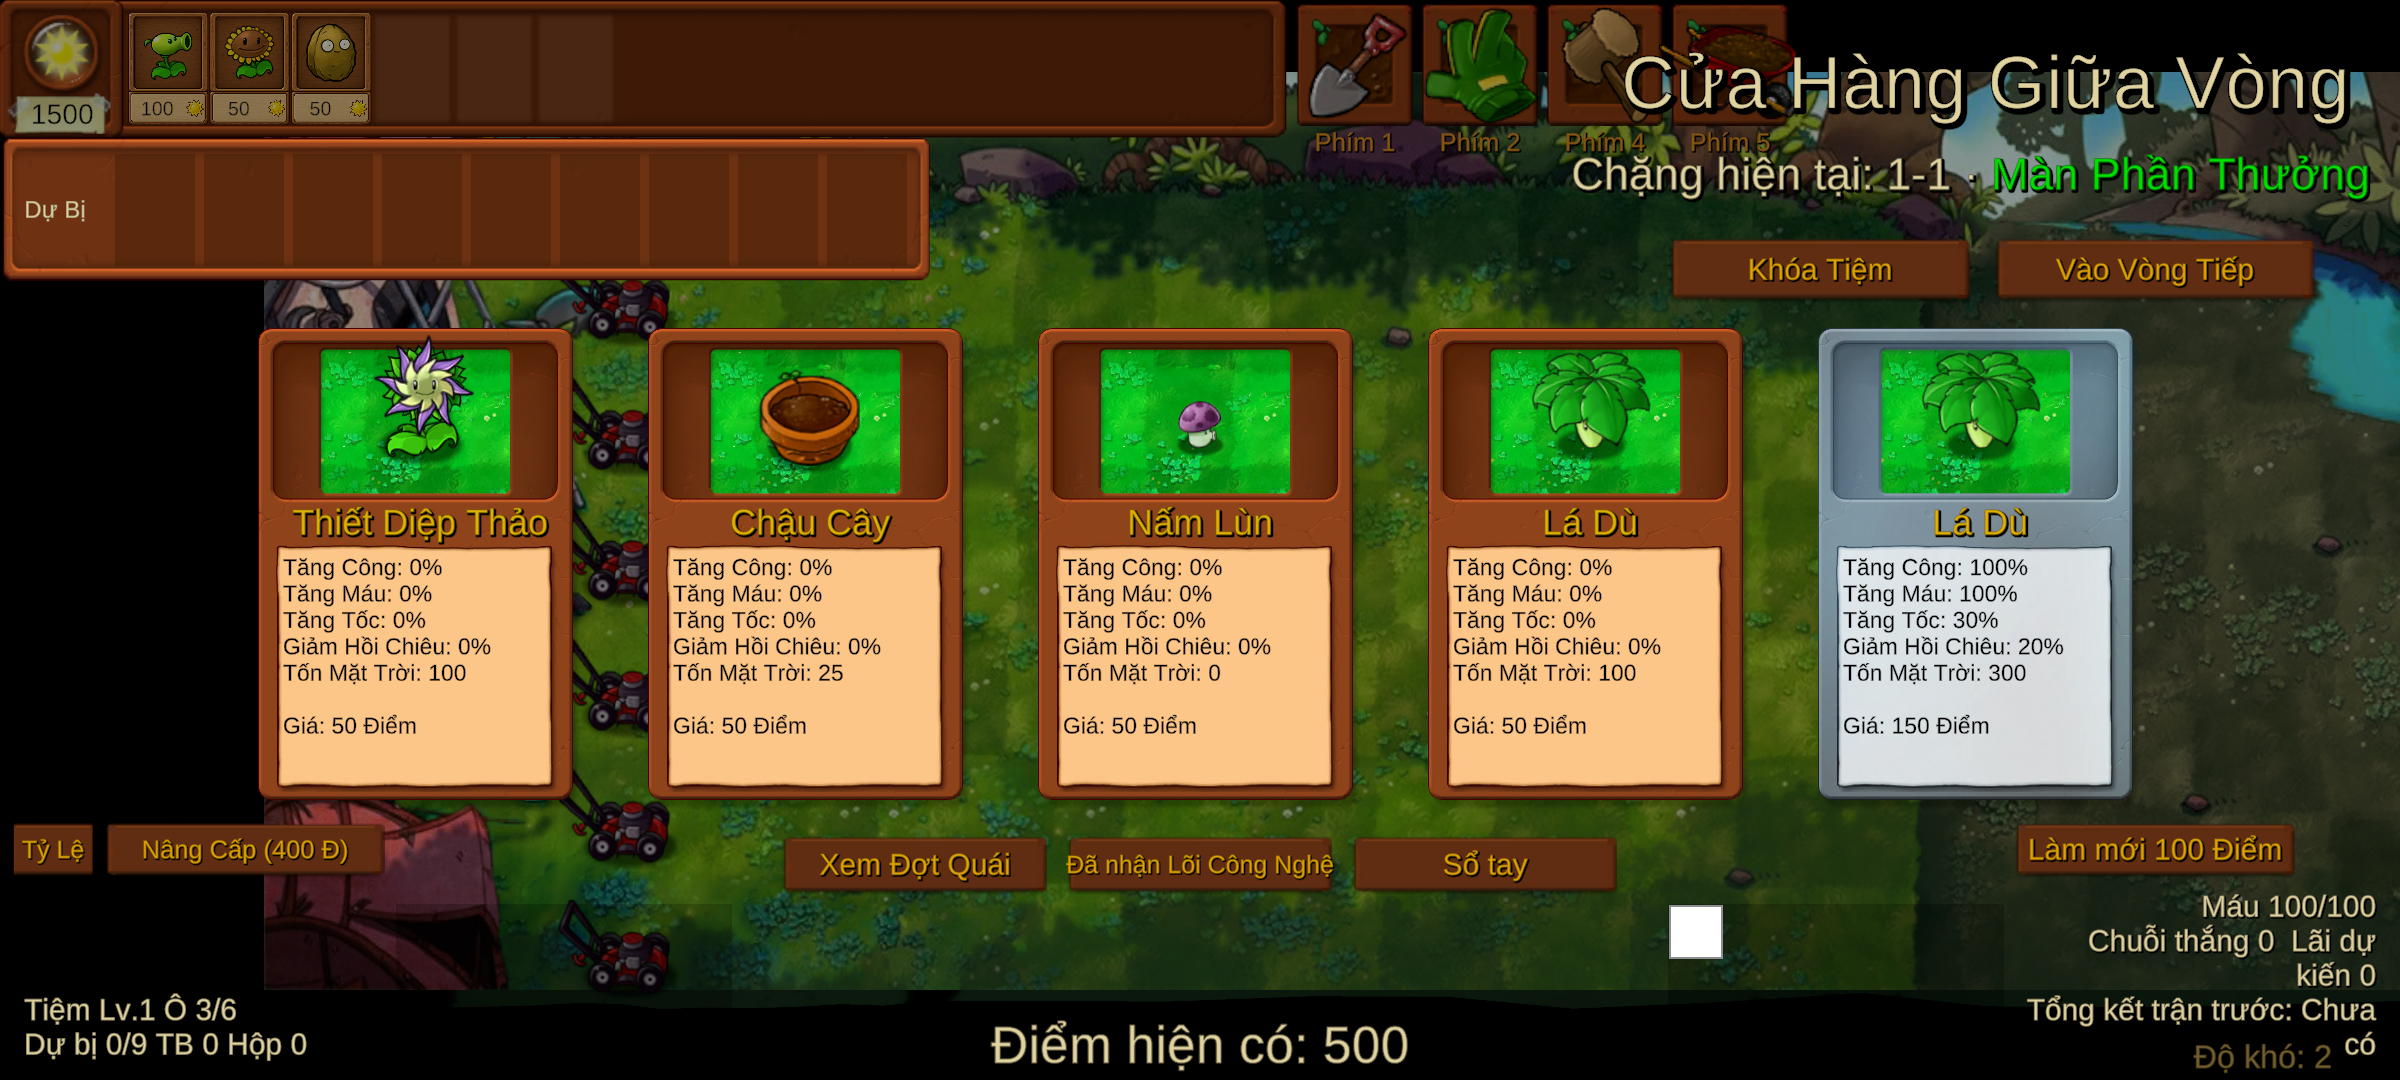 1500
100
50
50
Phím 1
Phím 2
Phím 4
Phím 5
Cửa Hàng Giữa Vòng
Chặng hiện tại: 1-1 · Màn Phần Thưởng
Dự Bị
Khóa Tiệm
Vào Vòng Tiếp
Thiết Diệp Thảo
Tăng Công: 0%
Tăng Máu: 0%
Tăng Tốc: 0%
Giảm Hồi Chiêu: 0%
Tốn Mặt Trời: 100
Giá: 50 Điểm
Chậu Cây
Tăng Công: 0%
Tăng Máu: 0%
Tăng Tốc: 0%
Giảm Hồi Chiêu: 0%
Tốn Mặt Trời: 25
Giá: 50 Điểm
Nấm Lùn
Tăng Công: 0%
Tăng Máu: 0%
Tăng Tốc: 0%
Giảm Hồi Chiêu: 0%
Tốn Mặt Trời: 0
Giá: 50 Điểm
Lá Dù
Tăng Công: 0%
Tăng Máu: 0%
Tăng Tốc: 0%
Giảm Hồi Chiêu: 0%
Tốn Mặt Trời: 100
Giá: 50 Điểm
Lá Dù
Tăng Công: 100%
Tăng Máu: 100%
Tăng Tốc: 30%
Giảm Hồi Chiêu: 20%
Tốn Mặt Trời: 300
Giá: 150 Điểm
Tỷ Lệ
Nâng Cấp (400 Đ)
Xem Đợt Quái
Đã nhận Lõi Công Nghệ
Sổ tay
Làm mới 100 Điểm
Máu 100/100
Chuỗi thắng 0 Lãi dự
kiến 0
Tổng kết trận trước: Chưa
có
Độ khó: 2
Tiệm Lv.1 Ô 3/6
Dự bị 0/9 TB 0 Hộp 0
Điểm hiện có: 500